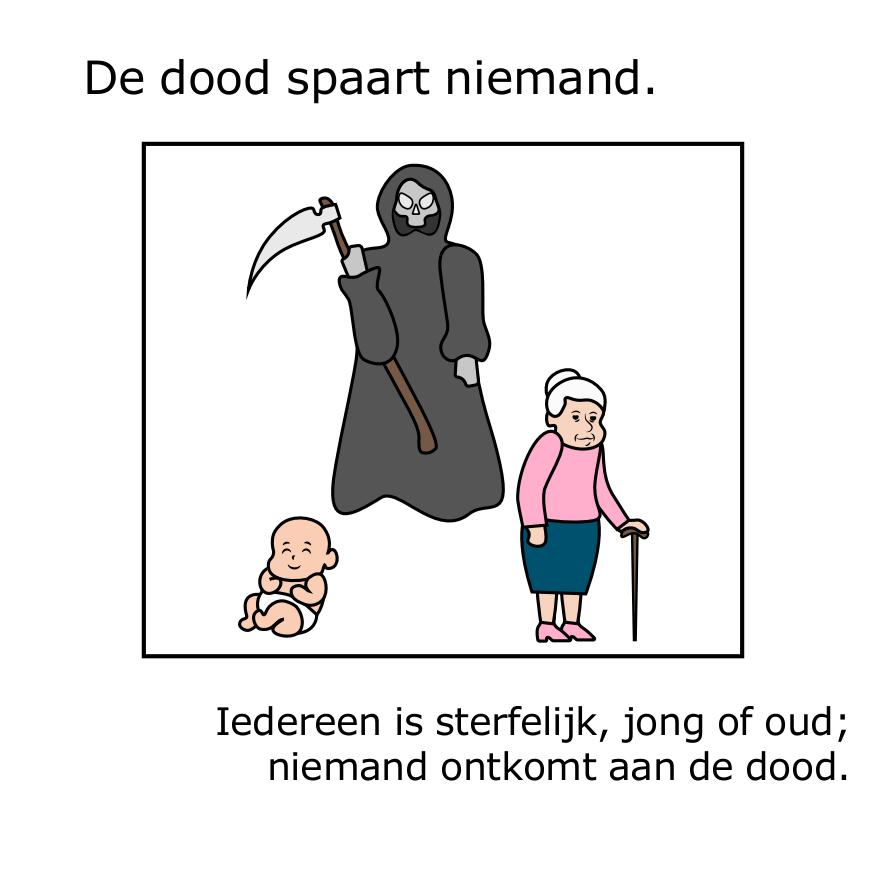 De dood spaart niemand.
Iedereen is sterfelijk, jong of oud;
niemand ontkomt aan de dood.